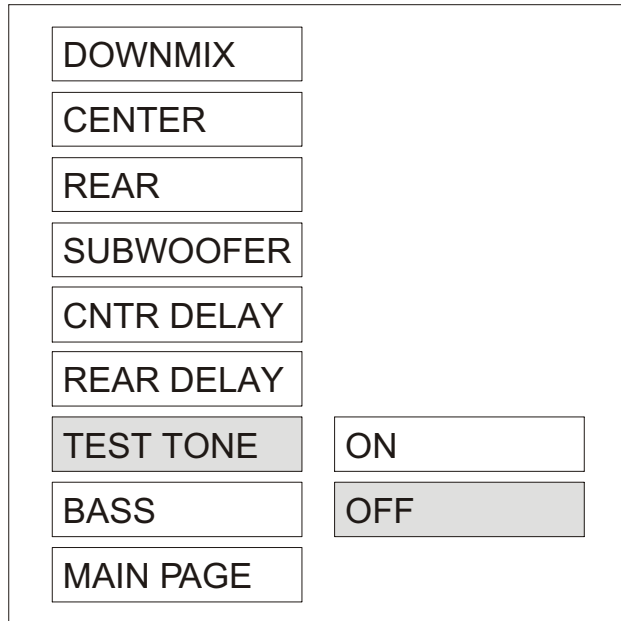 DOWNMIX
CENTER
REAR
SUBWOOFER
CNTR DELAY
REAR DELAY
TEST TONE ON
BASS OFF
MAIN PAGE